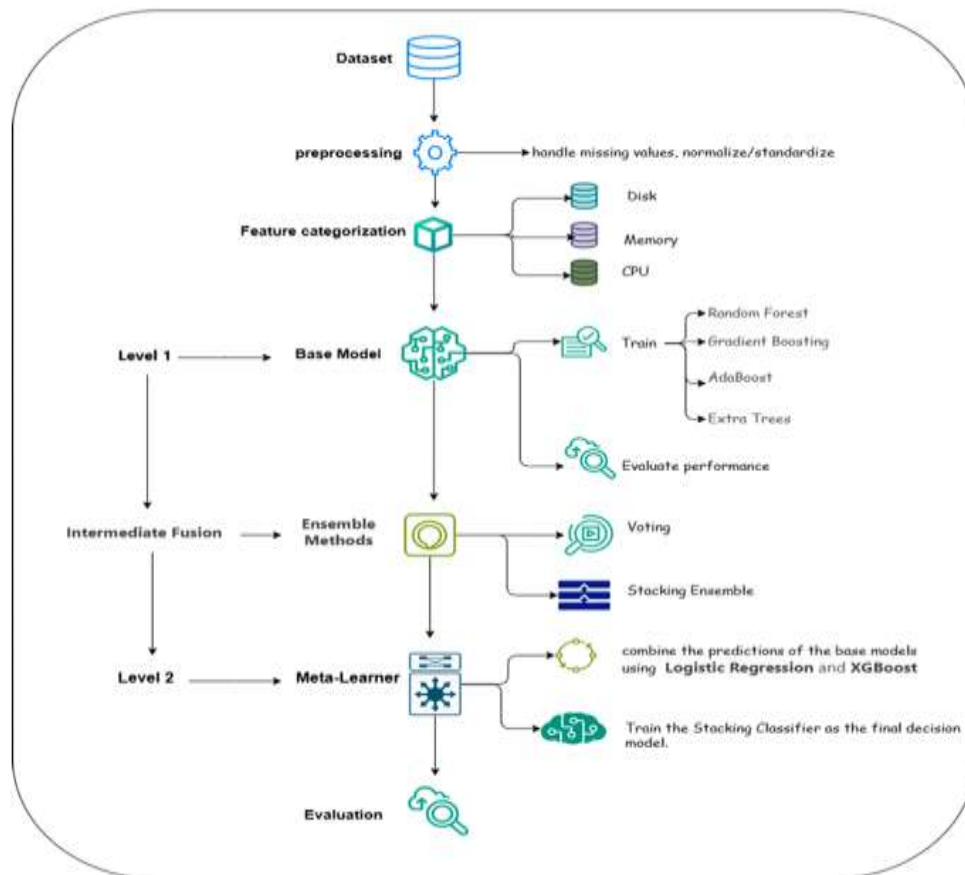 Dataset
preprocessing
handle missing values, normalize/standardize
Feature categorization
Disk
Memory
CPU
Level 1
Base Model
Train
Random Forest
Gradient Boosting
AdaBoost
Extra Trees
Evaluate performance
Intermediate Fusion
Ensemble
Methods
Voting
Stacking Ensemble
Level 2
Meta-Learner
combine the predictions of the base models
using Logistic Regression and XGBoost
Train the Stacking Classifier as the final decision
model.
Evaluation